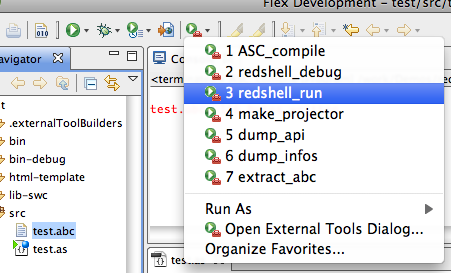 Flex Development - test/src/t
avigator
Co
<term
test.
t
.externalToolBuilders
bin
bin-debug
html-template
lib-swc
src
test.abc
test.as
1 ASC_compile
2 redshell_debug
3 redshell_run
4 make_projector
5 dump_api
6 dump_infos
7 extract_abc
Run As
Open External Tools Dialog...
Organize Favorites...